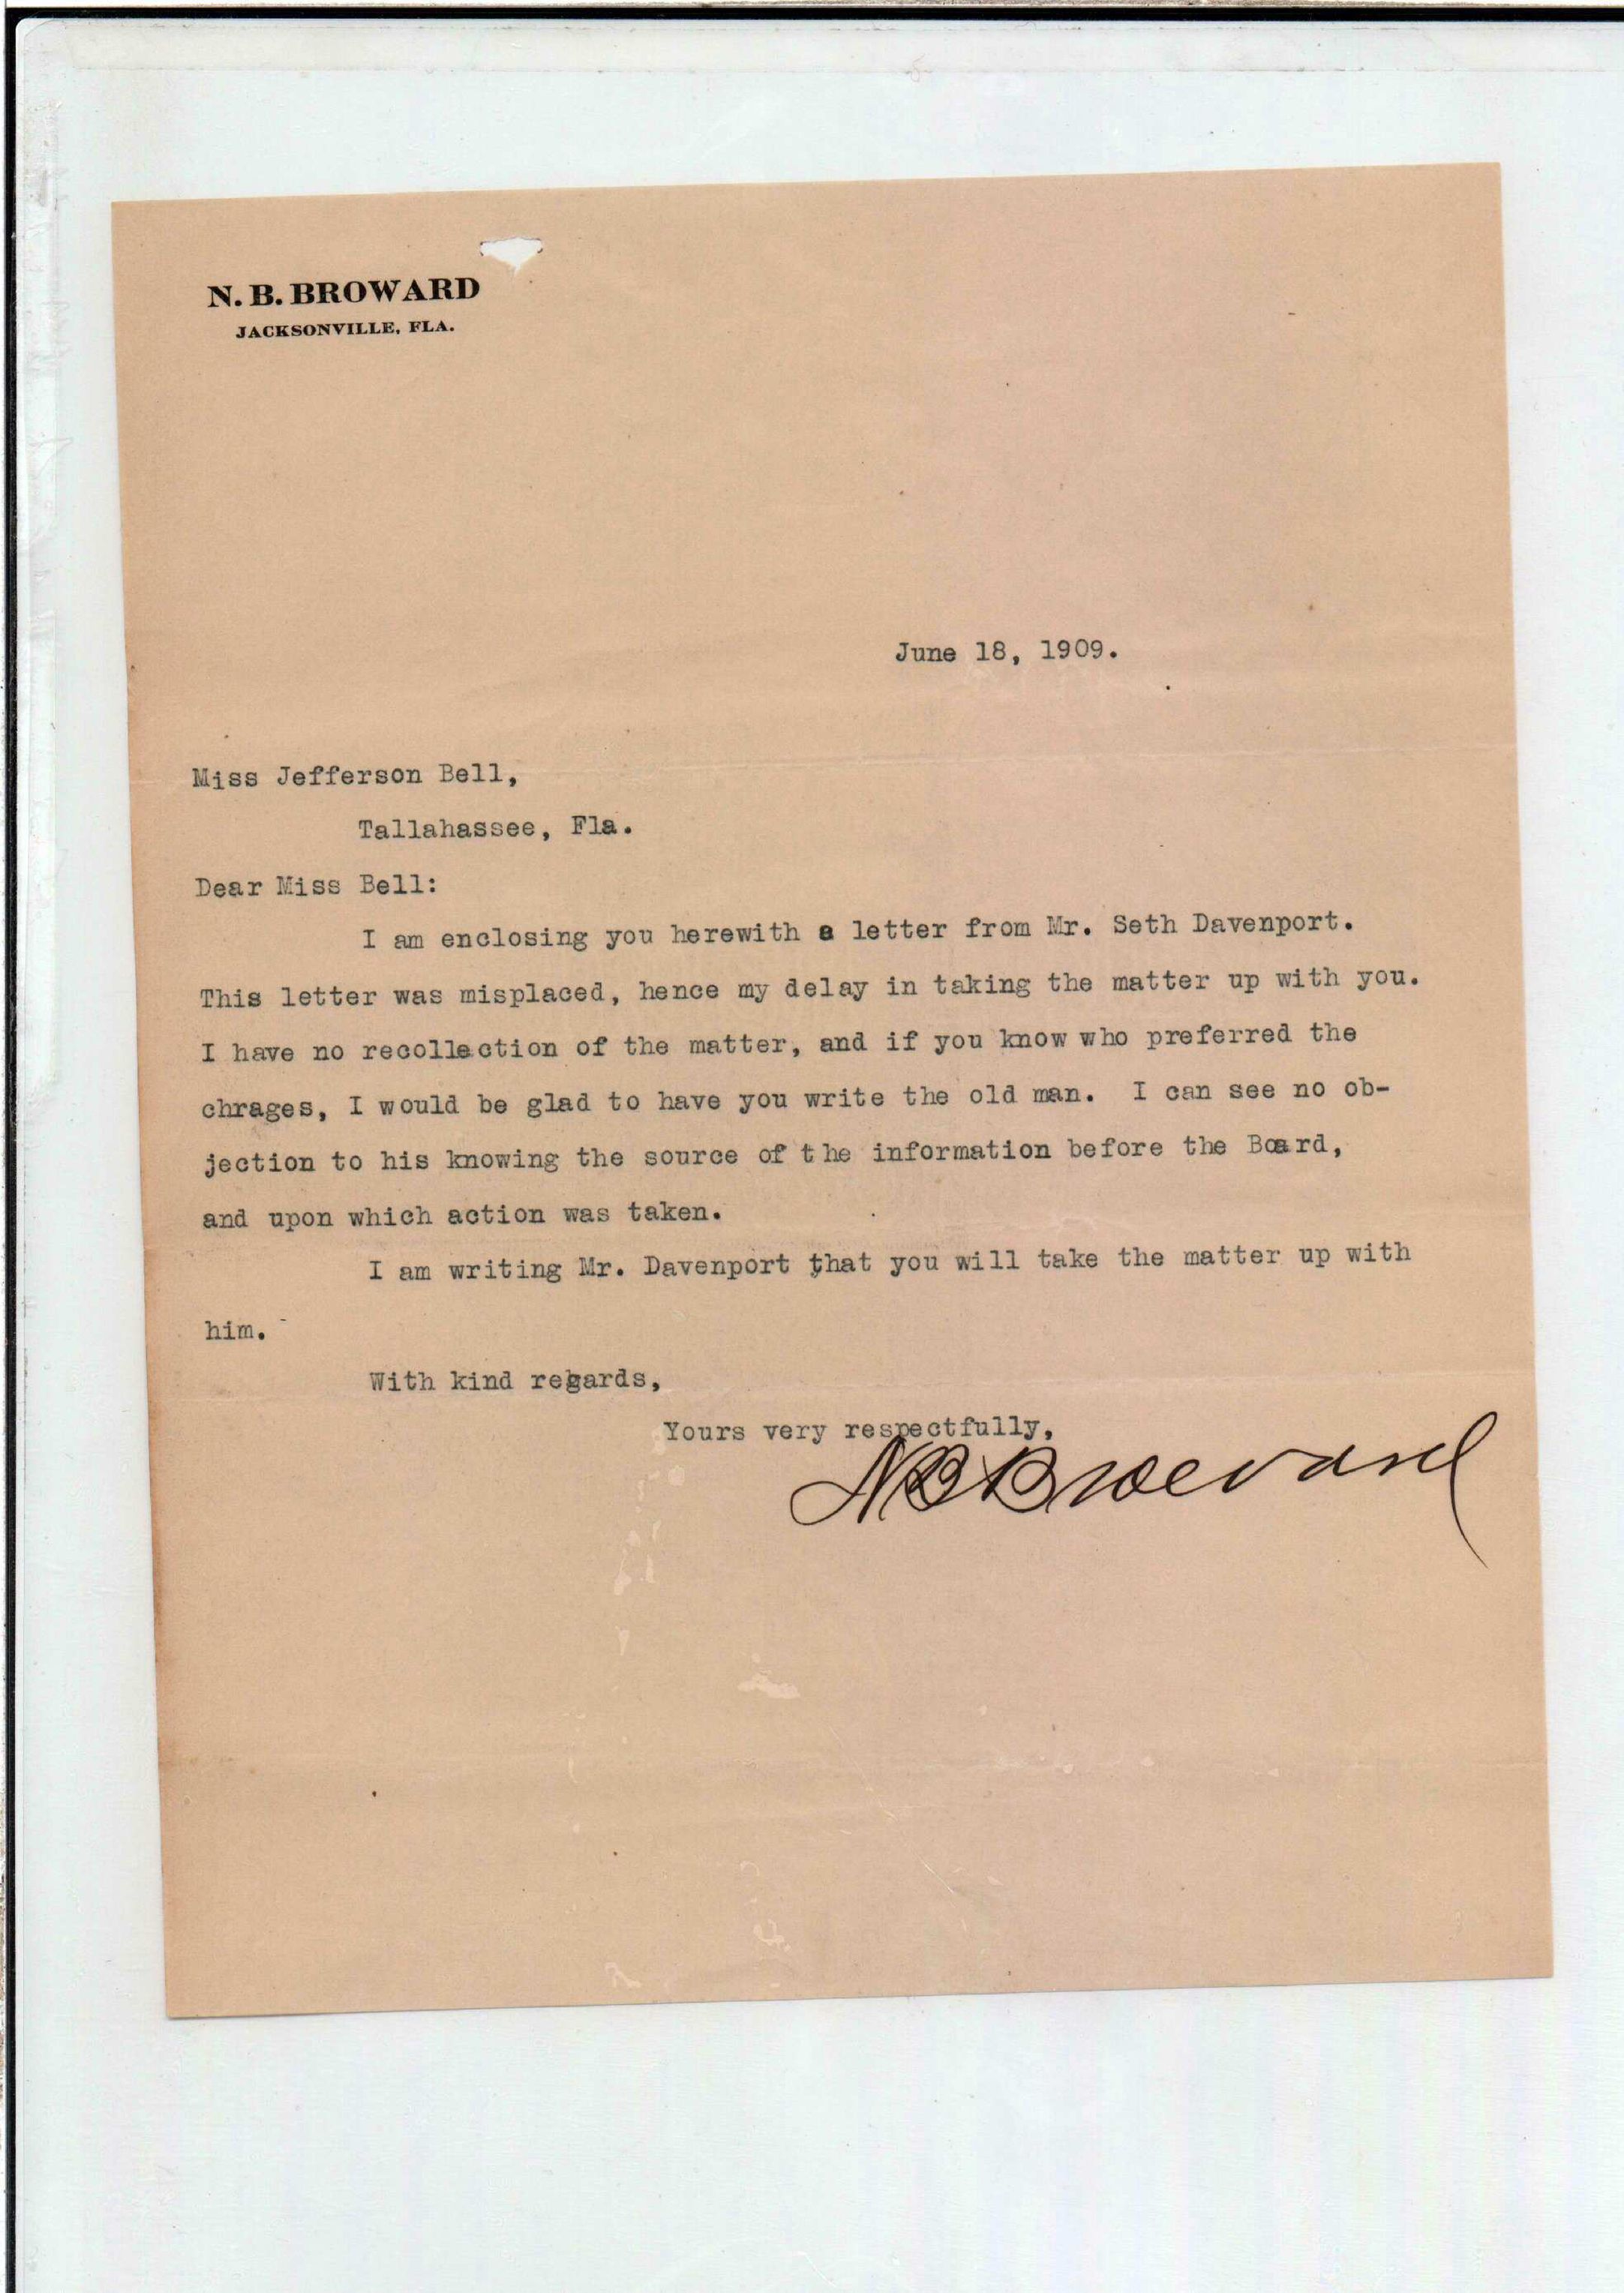 N. B. BROWARD
JACKSONVILLE, FLA.
June 18, 1909.
Miss Jefferson Bell,
Tallahassee, Fla.
Dear Miss Bell:
I am enclosing you herewith a letter from Mr. Seth Davenport.
This letter was misplaced, hence my delay in taking the matter up with you.
I have no recollection of the matter, and if you know who preferred the
chrages, I would be glad to have you write the old man. I can see no ob-
jection to his knowing the source of the information before the Board,
and upon which action was taken.
I am writing Mr. Davenport that you will take the matter up with
him.
With kind regards,
Yours very respectfully,
N B Broward